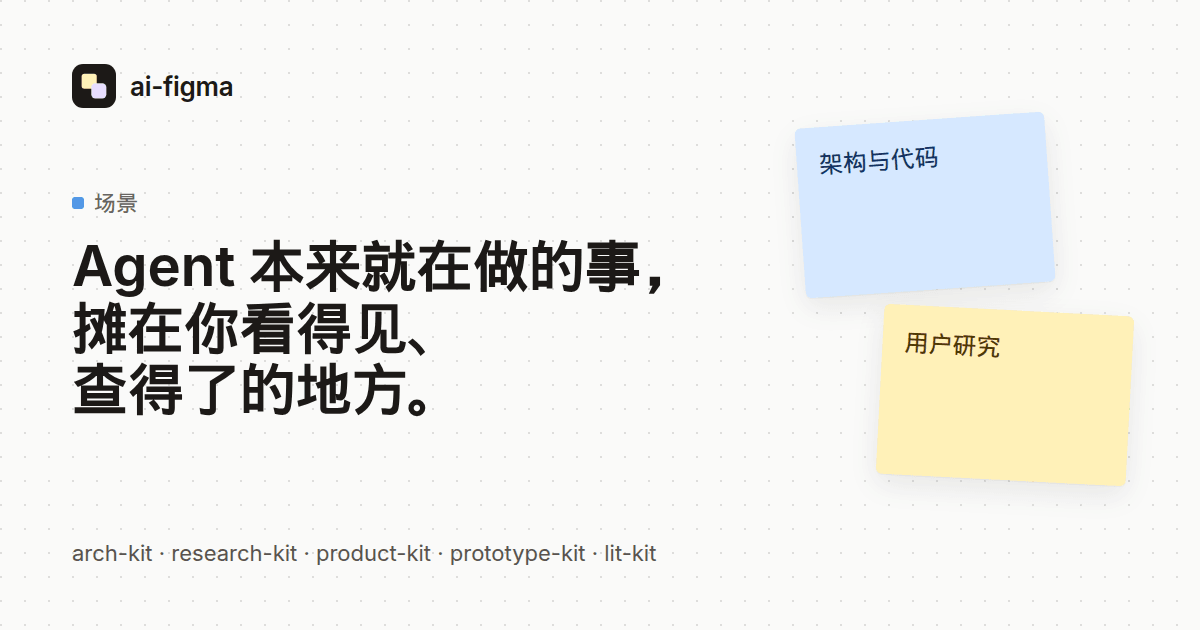 ai-figma
场景
Agent 本来就在做的事，
摊在你看得见、
查得了的地方。
架构与代码
用户研究
arch-kit · research-kit · product-kit · prototype-kit · lit-kit